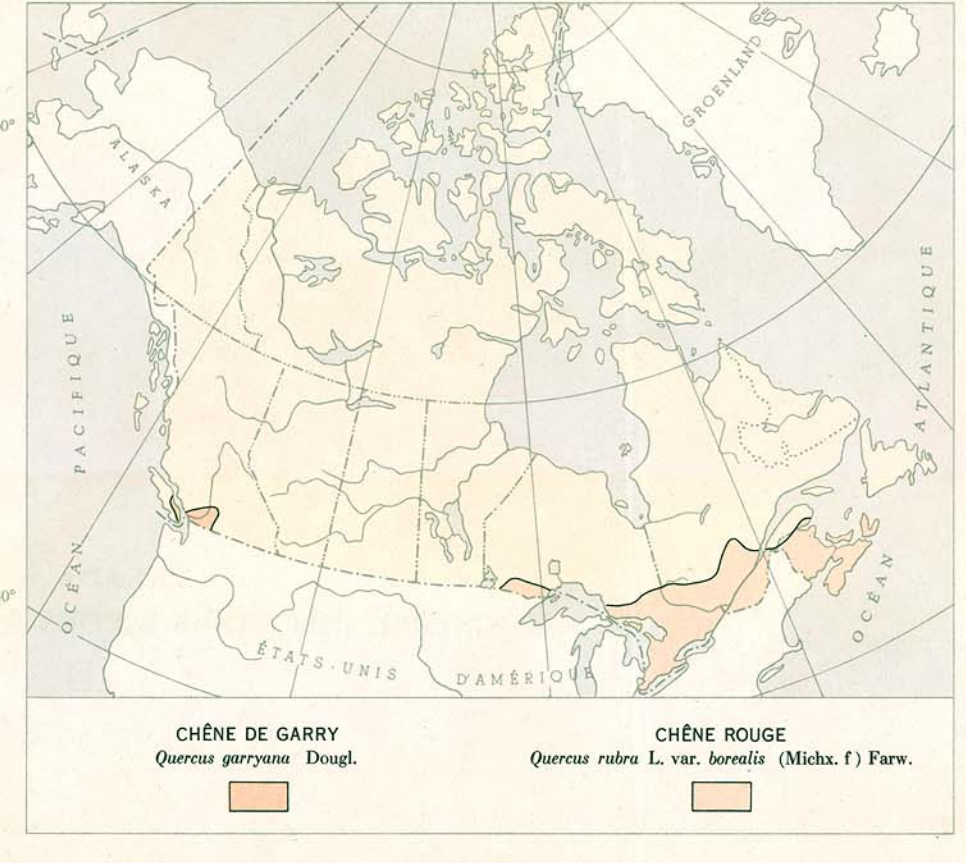 GROENLAND
ALASKA
OCÉAN PACIFIQUE
OCÉAN ATLANTIQUE
ÉTATS-UNIS D'AMÉRIQUE
CHÊNE DE GARRY
Quercus garryana Dougl.
CHÊNE ROUGE
Quercus rubra L. var. borealis (Michx. f) Farw.